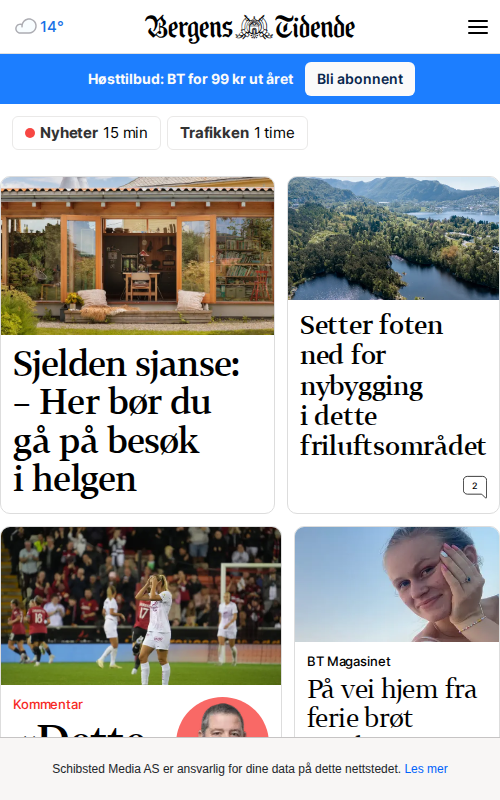 14°
Bergens Tidende
Høsttilbud: BT for 99 kr ut året
Bli abonnent
Nyheter 15 min
Trafikken 1 time
Sjelden sjanse:
– Her bør du
gå på besøk
i helgen
Setter foten
ned for
nybygging
i dette
friluftsområdet
2
18
17
Kommentar
BT Magasinet
På vei hjem fra
ferie brøt
Schibsted Media AS er ansvarlig for dine data på dette nettstedet. Les mer